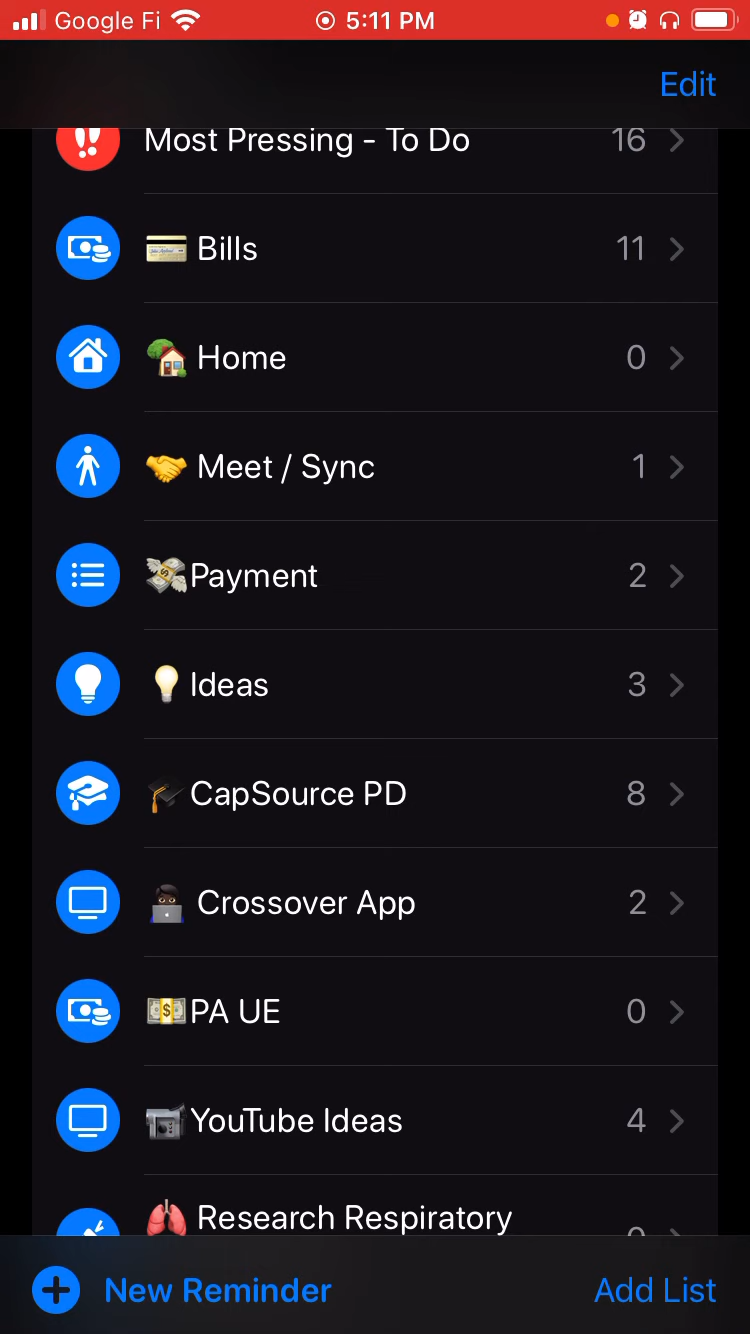 Google Fi 5:11 PM
Edit
Most Pressing - To Do 16
Bills 11
Home 0
Meet / Sync 1
Payment 2
Ideas 3
CapSource PD 8
Crossover App 2
PA UE 0
YouTube Ideas 4
Research Respiratory
New Reminder Add List